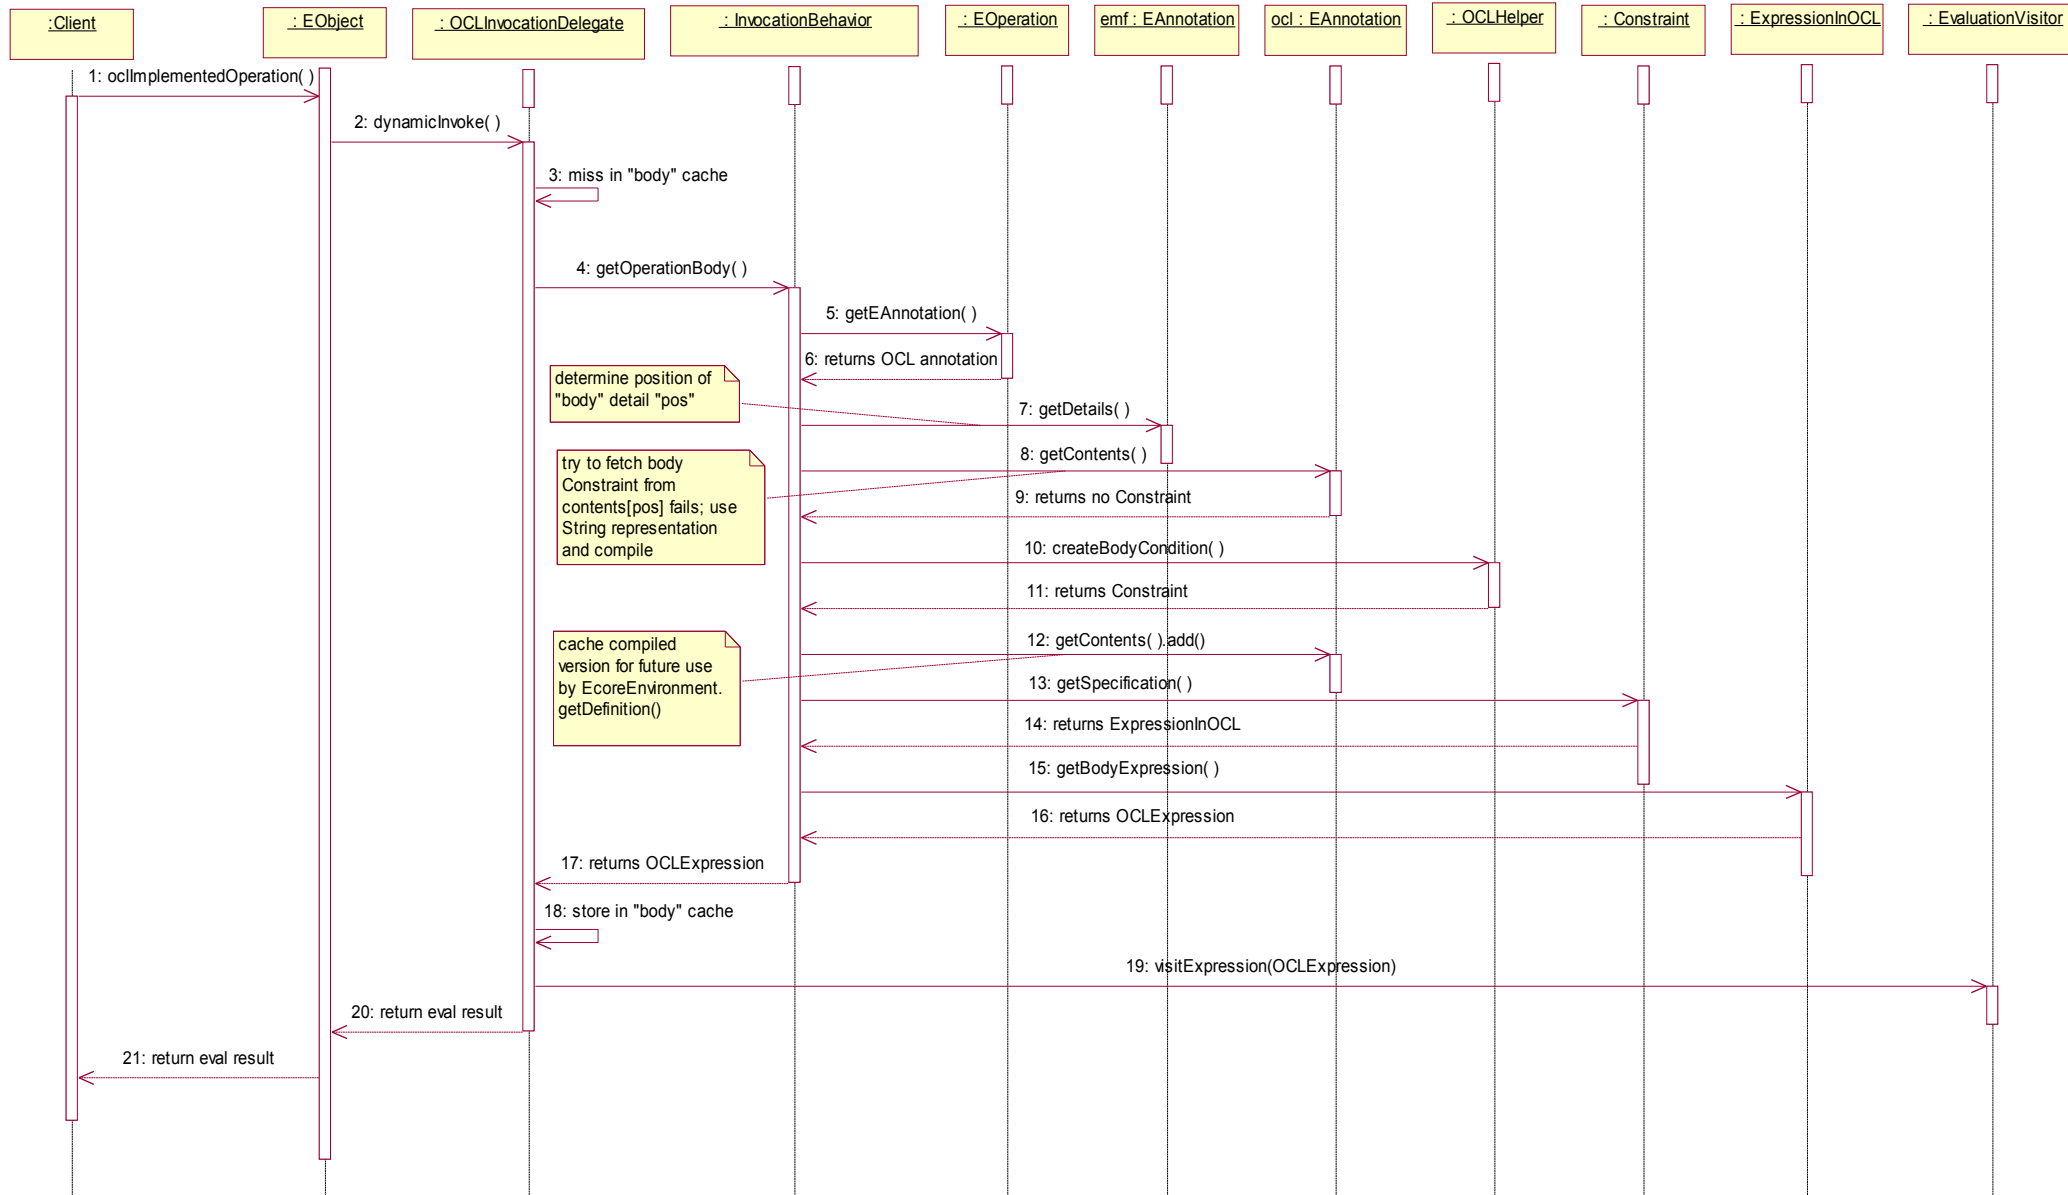 :Client
: EObject
: OCLInvocationDelegate
: InvocationBehavior
: EOperation
emf : EAnnotation
ocl : EAnnotation
: OCLHelper
: Constraint
: ExpressionInOCL
: EvaluationVisitor
1: oclImplementedOperation( )
2: dynamicInvoke( )
3: miss in "body" cache
4: getOperationBody( )
5: getEAnnotation( )
6: returns OCL annotation
determine position of
"body" detail "pos"
7: getDetails( )
8: getContents( )
try to fetch body
Constraint from
contents[pos] fails; use
String representation
and compile
9: returns no Constraint
10: createBodyCondition( )
11: returns Constraint
12: getContents( ).add()
cache compiled
version for future use
by EcoreEnvironment.
getDefinition()
13: getSpecification( )
14: returns ExpressionInOCL
15: getBodyExpression( )
16: returns OCLExpression
17: returns OCLExpression
18: store in "body" cache
19: visitExpression(OCLExpression)
20: return eval result
21: return eval result